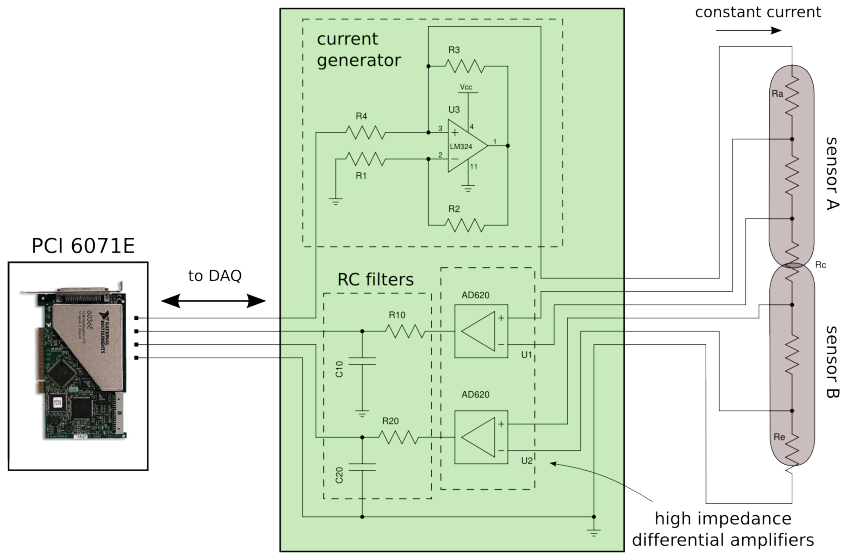 constant current
current
generator
R3
Vcc
U3
R4
3
+
4
LM324
1
2
−
11
R1
R2
Ra
sensor A
Rc
PCI 6071E
to DAQ
RC filters
AD620
R10
+
−
U1
C10
sensor B
AD620
R20
+
−
U2
C20
Re
NATIONAL
INSTRUMENTS
high impedance
differential amplifiers